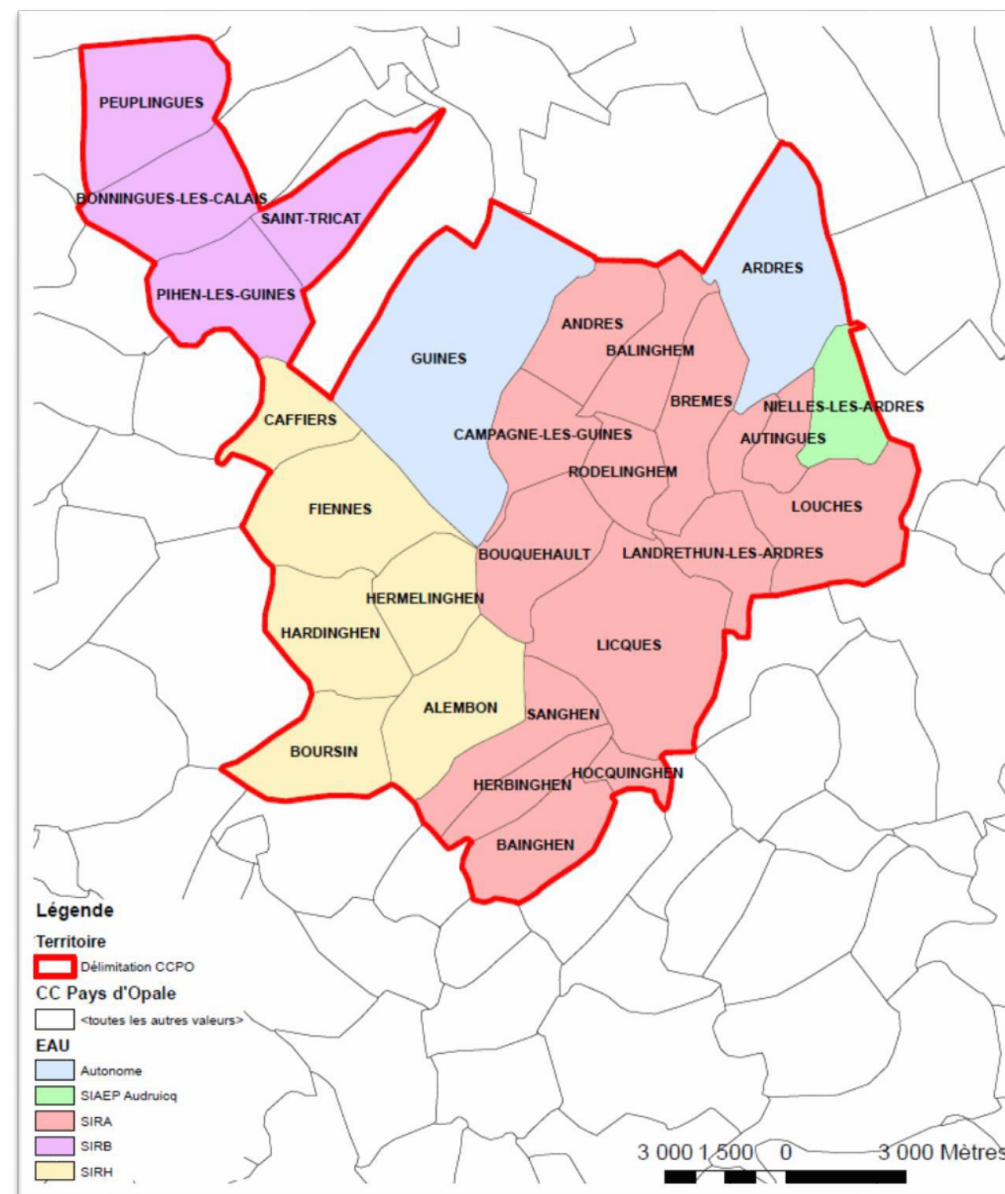 PEUPLINGUES
BONNINGUES-LES-CALAIS
SAINT-TRICAT
PIHEN-LES-GUINES
ARDRES
ANDRES
GUINES
BALINGHEM
BREMES
NIELLES-LES-ARDRES
CAFFIERS
CAMPAGNE-LES-GUINES
AUTINGUES
RODELINGHEM
FIENNES
LOUCHES
BOUQUEHAULT
LANDRETHUN-LES-ARDRES
HERMELINGHEN
HARDINGHEN
LICQUES
ALEMBON
SANGHEN
BOURSIN
HOCQUINGHEN
HERBINGHEN
BAINGHEN
Légende
Territoire
Délimitation CCPO
CC Pays d'Opale
<toutes les autres valeurs>
EAU
Autonome
SIAEP Audruicq
SIRA
SIRB
SIRH
3 000 1 500 0 3 000 Mètres